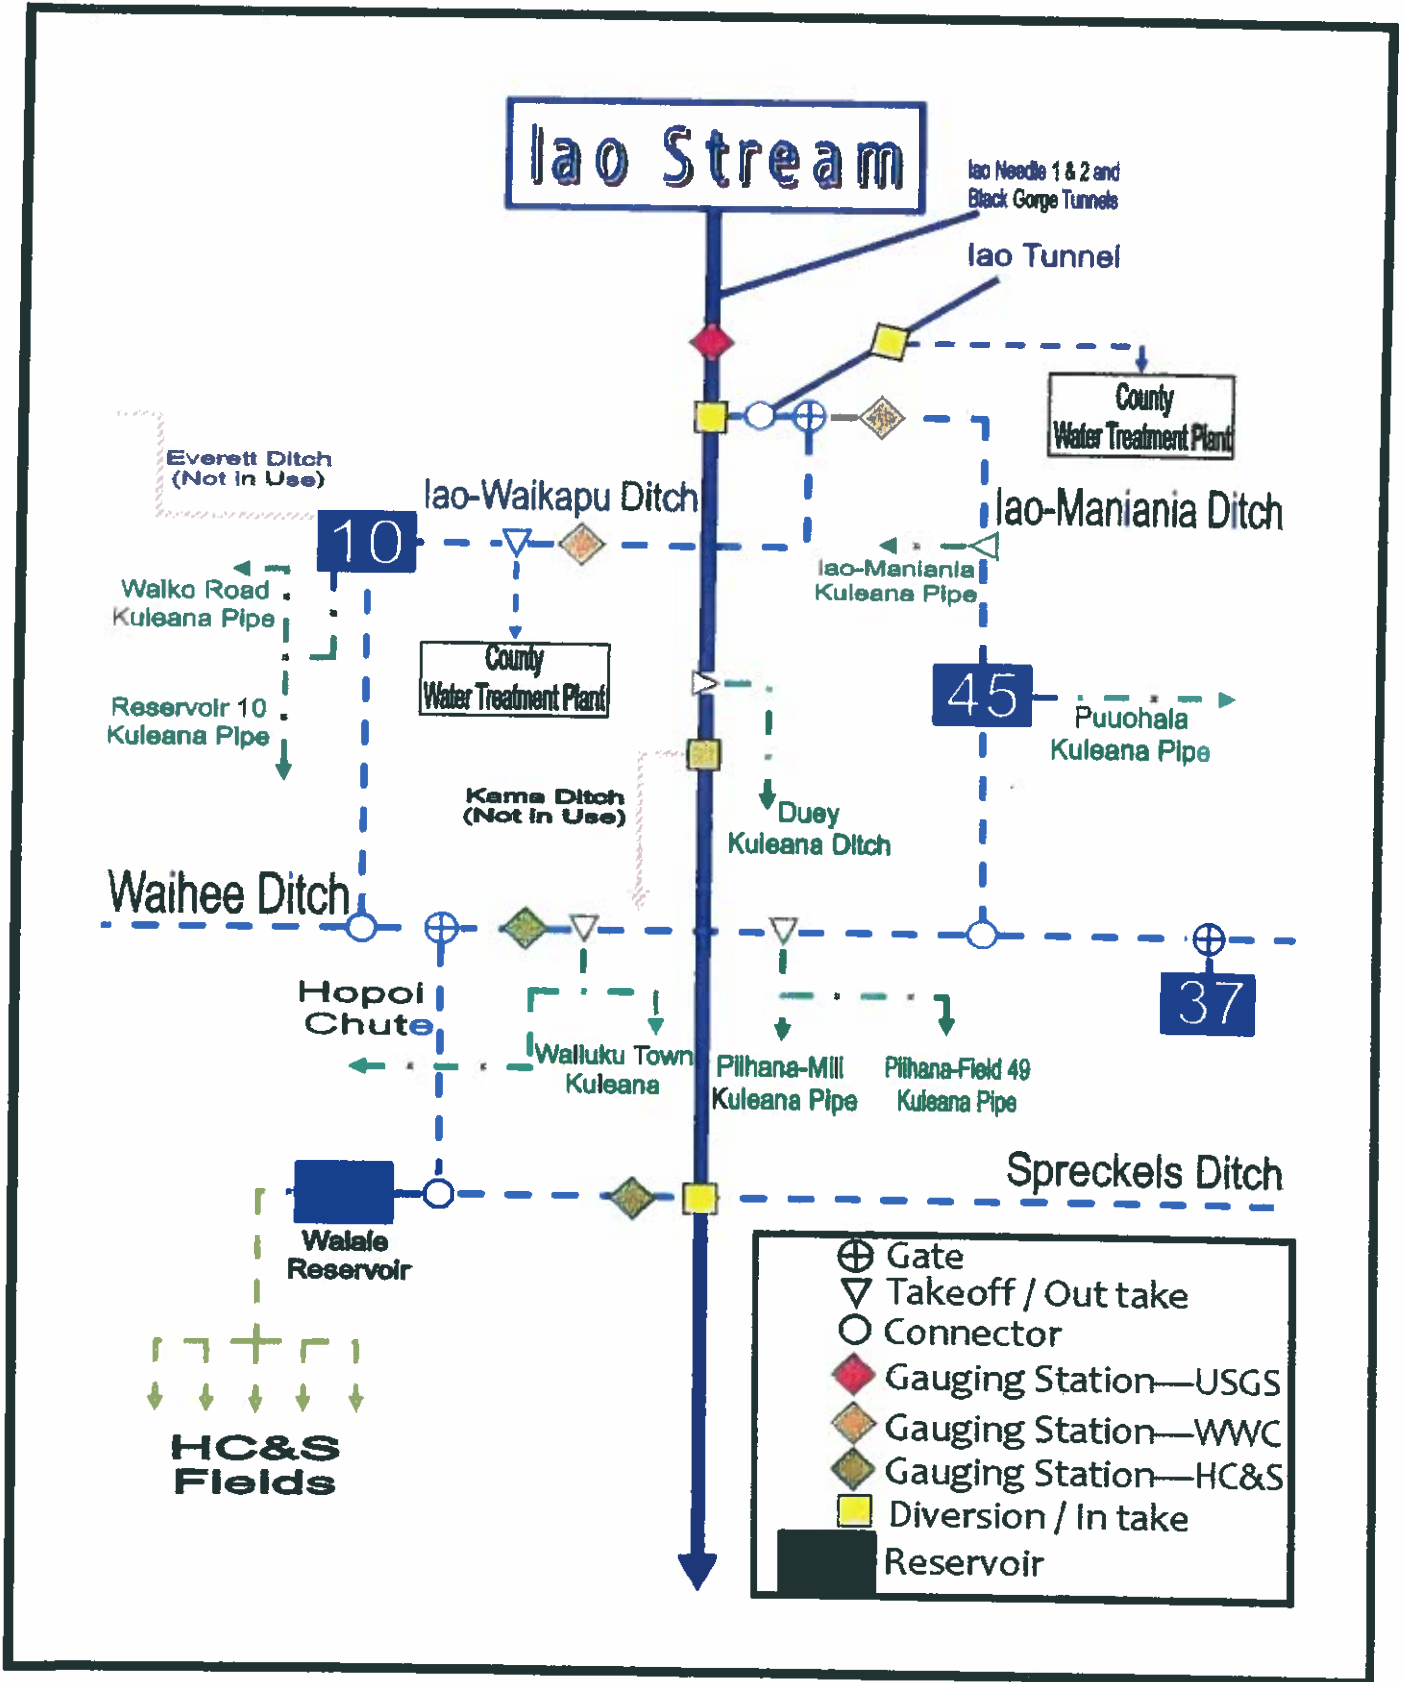 Iao Stream
Iao Needle 1 & 2 and
Black Gorge Tunnels
Iao Tunnel
County
Water Treatment Plant
Everett Ditch
(Not in Use)
Iao-Waikapu Ditch
10
Iao-Maniania Ditch
Iao-Maniania
Kuleana Pipe
Waiko Road
Kuleana Pipe
County
Water Treatment Plant
45
Reservoir 10
Kuleana Pipe
Puuohala
Kuleana Pipe
Kama Ditch
(Not in Use)
Duey
Kuleana Ditch
Waihee Ditch
37
Hopoi
Chute
Wailuku Town
Kuleana
Piihana-Mill
Kuleana Pipe
Piihana-Field 49
Kuleana Pipe
Spreckels Ditch
Waiale
Reservoir
HC&S
Fields
Gate
Takeoff / Out take
Connector
Gauging Station—USGS
Gauging Station—WWC
Gauging Station—HC&S
Diversion / In take
Reservoir